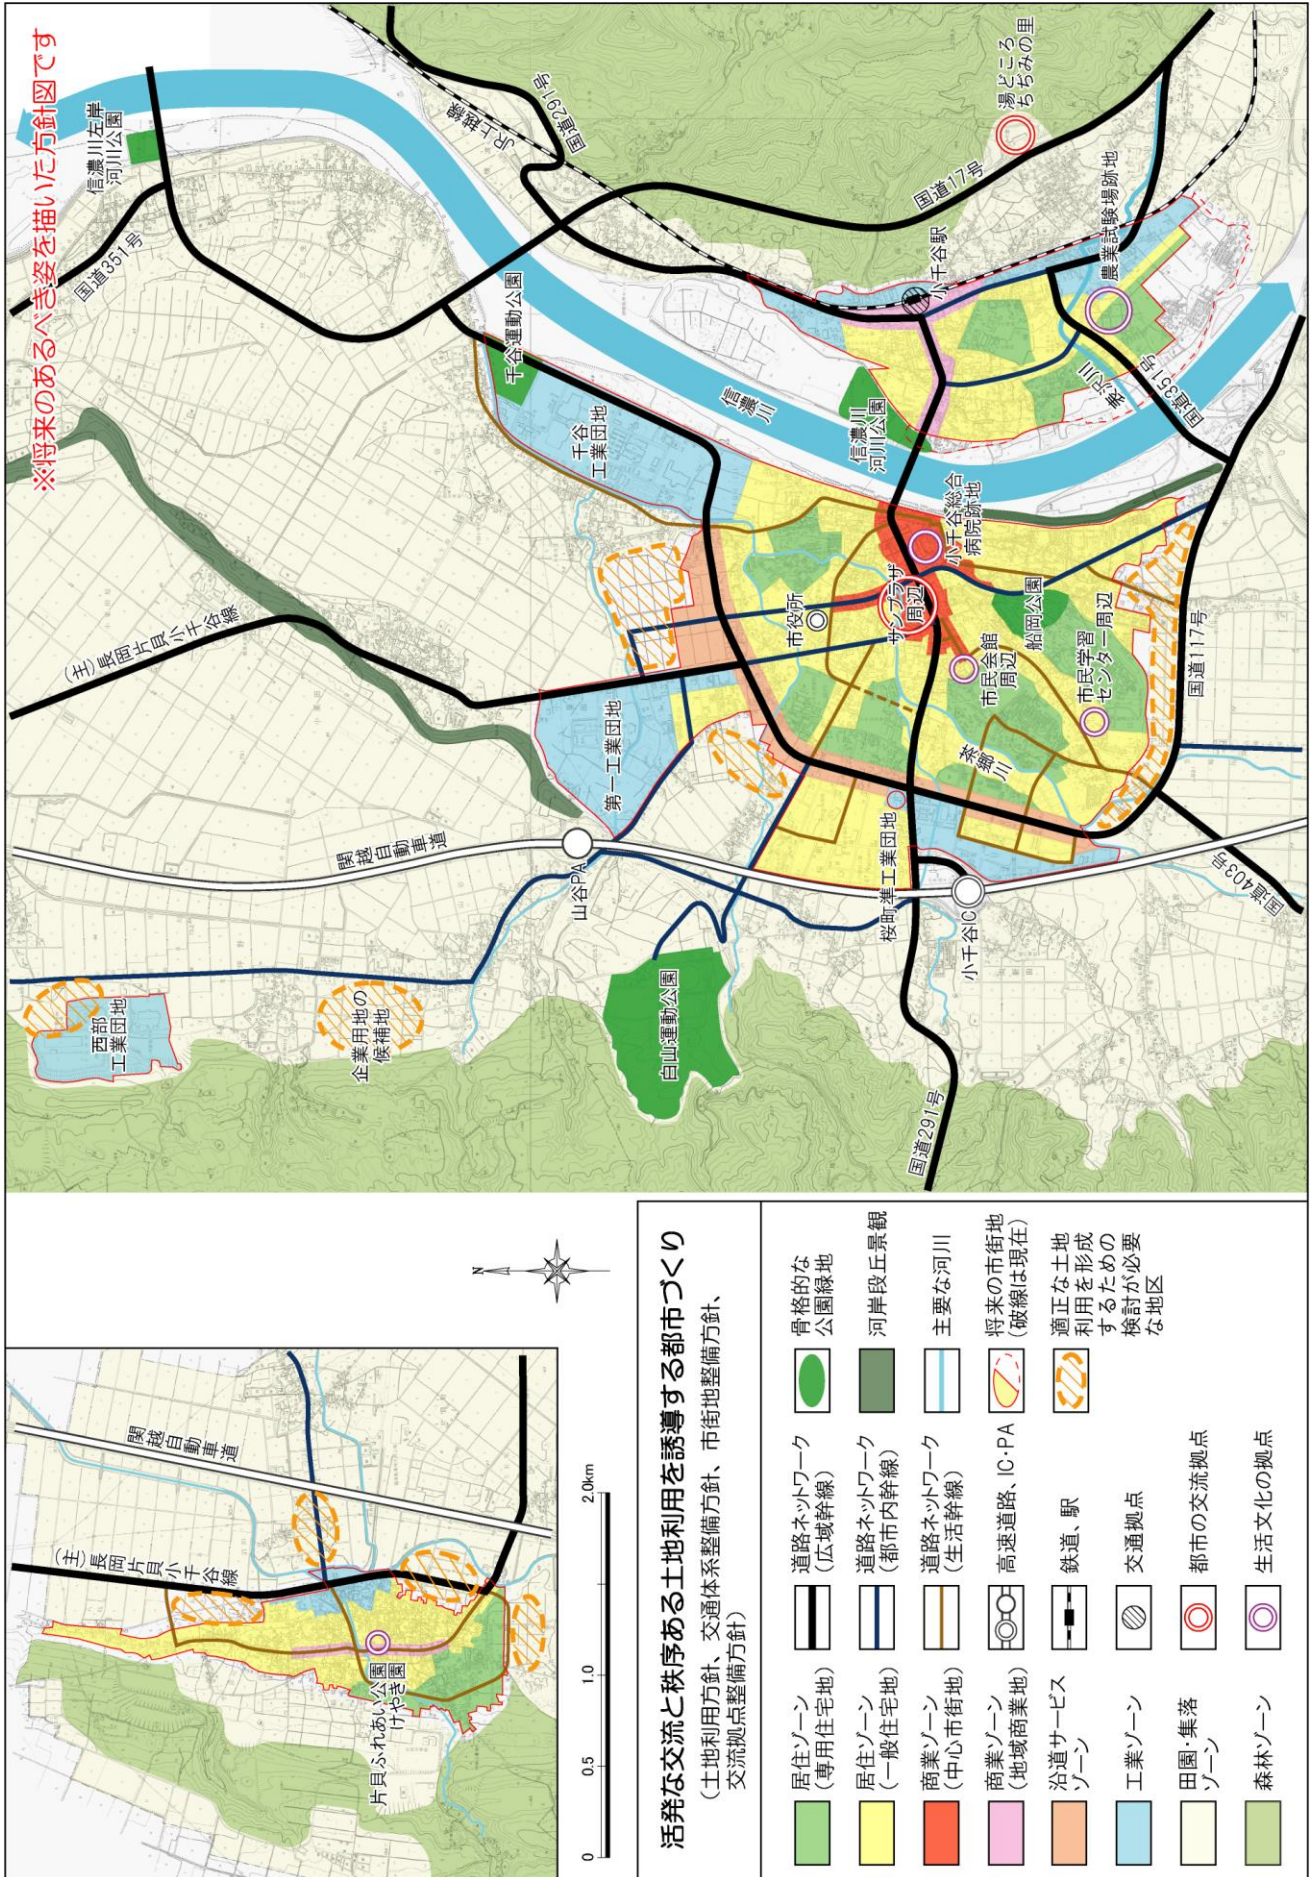 ※将来のあるべき姿を描いた方針図です
信濃川左岸
河川公園
国道351号
JR上越線
国道291号
湯どころ
ちぢみの里
国道17号
千谷運動公園
小千谷駅
農業試験場跡地
信濃川
千谷
工業団地
信濃川
河川公園
表沢川
国道351号
(主)長岡片貝小千谷線
小千谷総合
病院跡地
サンプラザ
周辺
市役所
船岡公園
市民会館
周辺
市民学習
センター周辺
国道117号
第一工業団地
茶郷川
関越自動車道
山谷PA
桜町準工業団地
小千谷IC
国道403号
西部
工業団地
企業用地の
候補地
白山運動公園
国道291号
関越自動車道
(主)長岡片貝小千谷線
片貝ふれあい公園
けやき園
N
0 0.5 1.0 2.0km
活発な交流と秩序ある土地利用を誘導する都市づくり
(土地利用方針、交通体系整備方針、市街地整備方針、
交流拠点整備方針)
居住ゾーン
(専用住宅地)
居住ゾーン
(一般住宅地)
商業ゾーン
(中心市街地)
商業ゾーン
(地域商業地)
沿道サービス
ゾーン
工業ゾーン
田園・集落
ゾーン
森林ゾーン
道路ネットワーク
(広域幹線)
道路ネットワーク
(都市内幹線)
道路ネットワーク
(生活幹線)
高速道路、IC・PA
鉄道、駅
交通拠点
都市の交流拠点
生活文化の拠点
骨格的な
公園緑地
河岸段丘景観
主要な河川
将来の市街地
(破線は現在)
適正な土地
利用を形成
するための
検討が必要
な地区